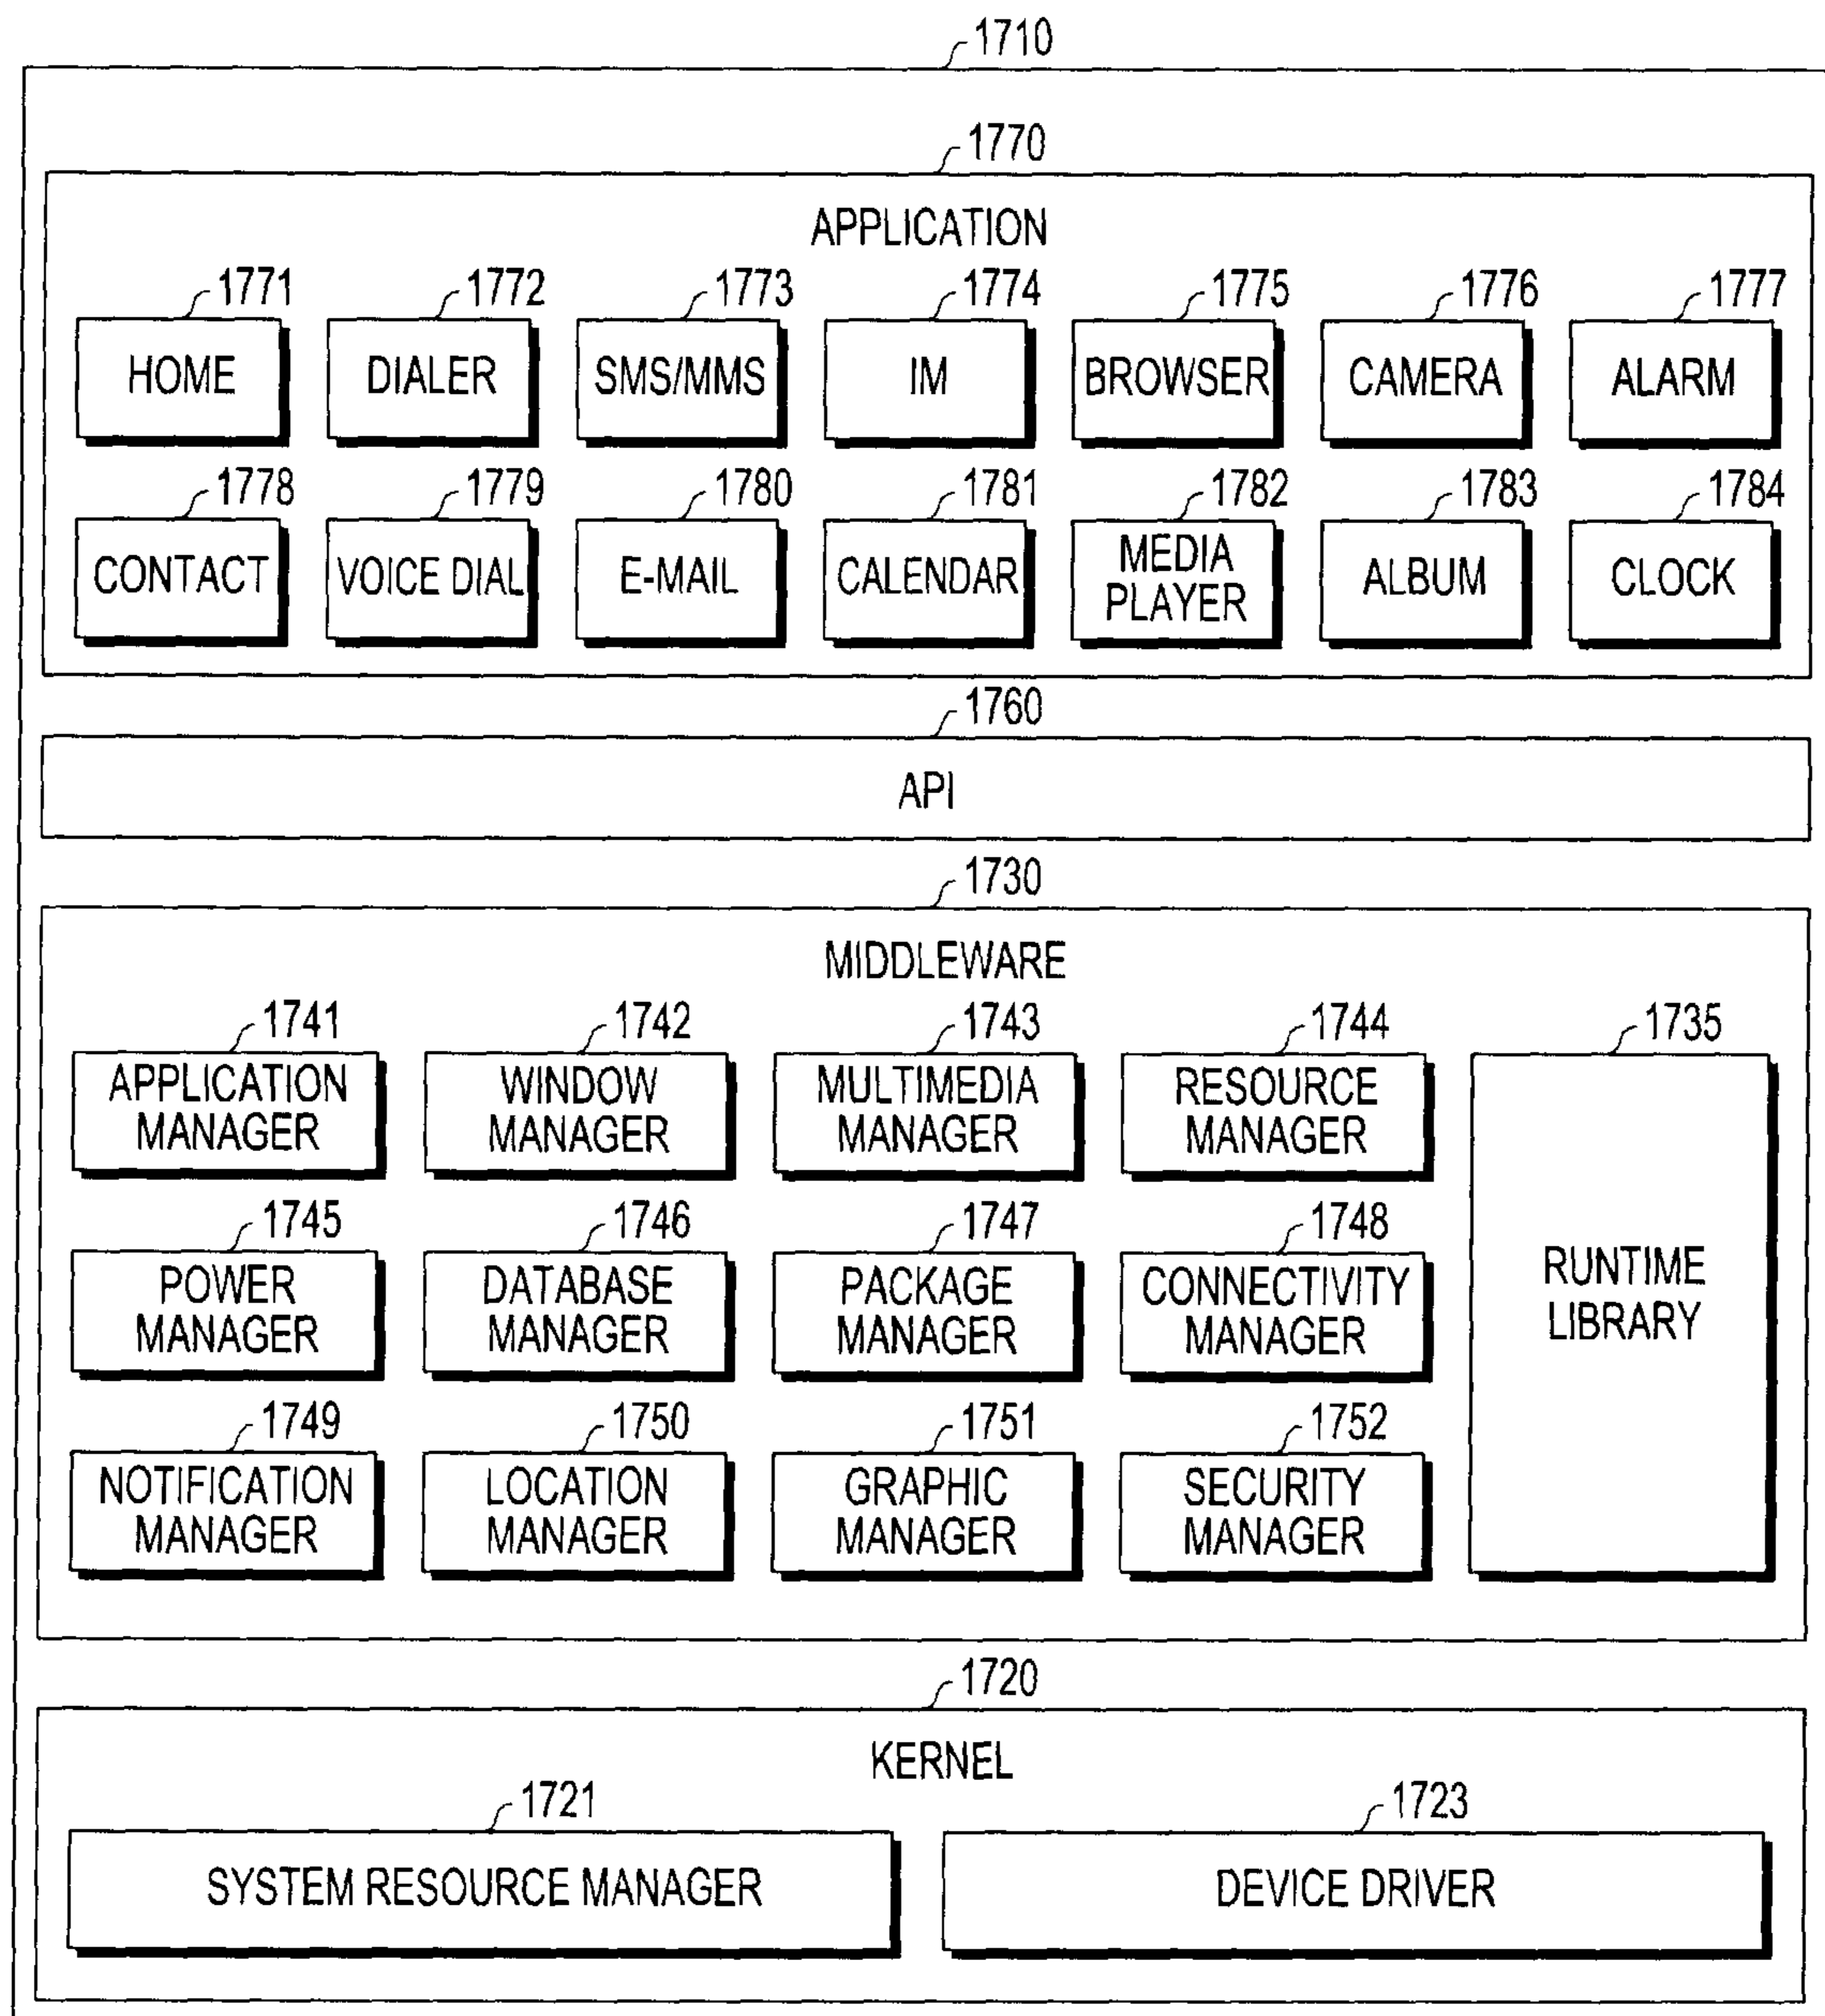 1710
1770
APPLICATION
1771 1772 1773 1774 1775 1776 1777
HOME DIALER SMS/MMS IM BROWSER CAMERA ALARM
1778 1779 1780 1781 1782 1783 1784
CONTACT VOICE DIAL E-MAIL CALENDAR MEDIA PLAYER ALBUM CLOCK
1760
API
1730
MIDDLEWARE
1741 1742 1743 1744 1735
APPLICATION MANAGER WINDOW MANAGER MULTIMEDIA MANAGER RESOURCE MANAGER
1745 1746 1747 1748
POWER MANAGER DATABASE MANAGER PACKAGE MANAGER CONNECTIVITY MANAGER RUNTIME LIBRARY
1749 1750 1751 1752
NOTIFICATION MANAGER LOCATION MANAGER GRAPHIC MANAGER SECURITY MANAGER
1720
KERNEL
1721 1723
SYSTEM RESOURCE MANAGER DEVICE DRIVER